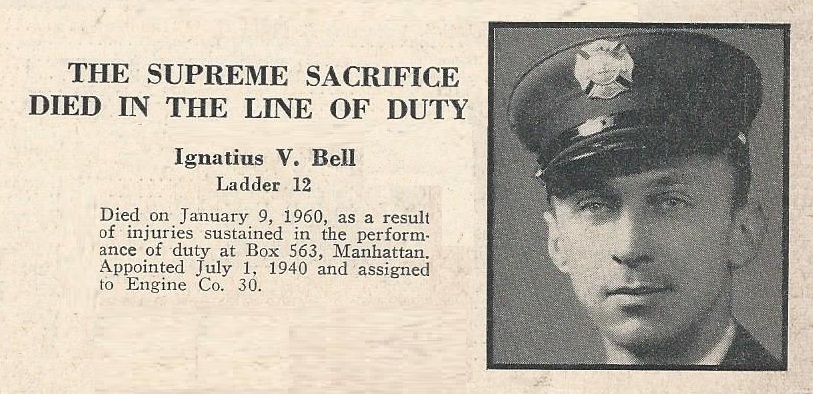 THE SUPREME SACRIFICE
DIED IN THE LINE OF DUTY
Ignatius V. Bell
Ladder 12
Died on January 9, 1960, as a result
of injuries sustained in the perform-
ance of duty at Box 563, Manhattan.
Appointed July 1, 1940 and assigned
to Engine Co. 30.